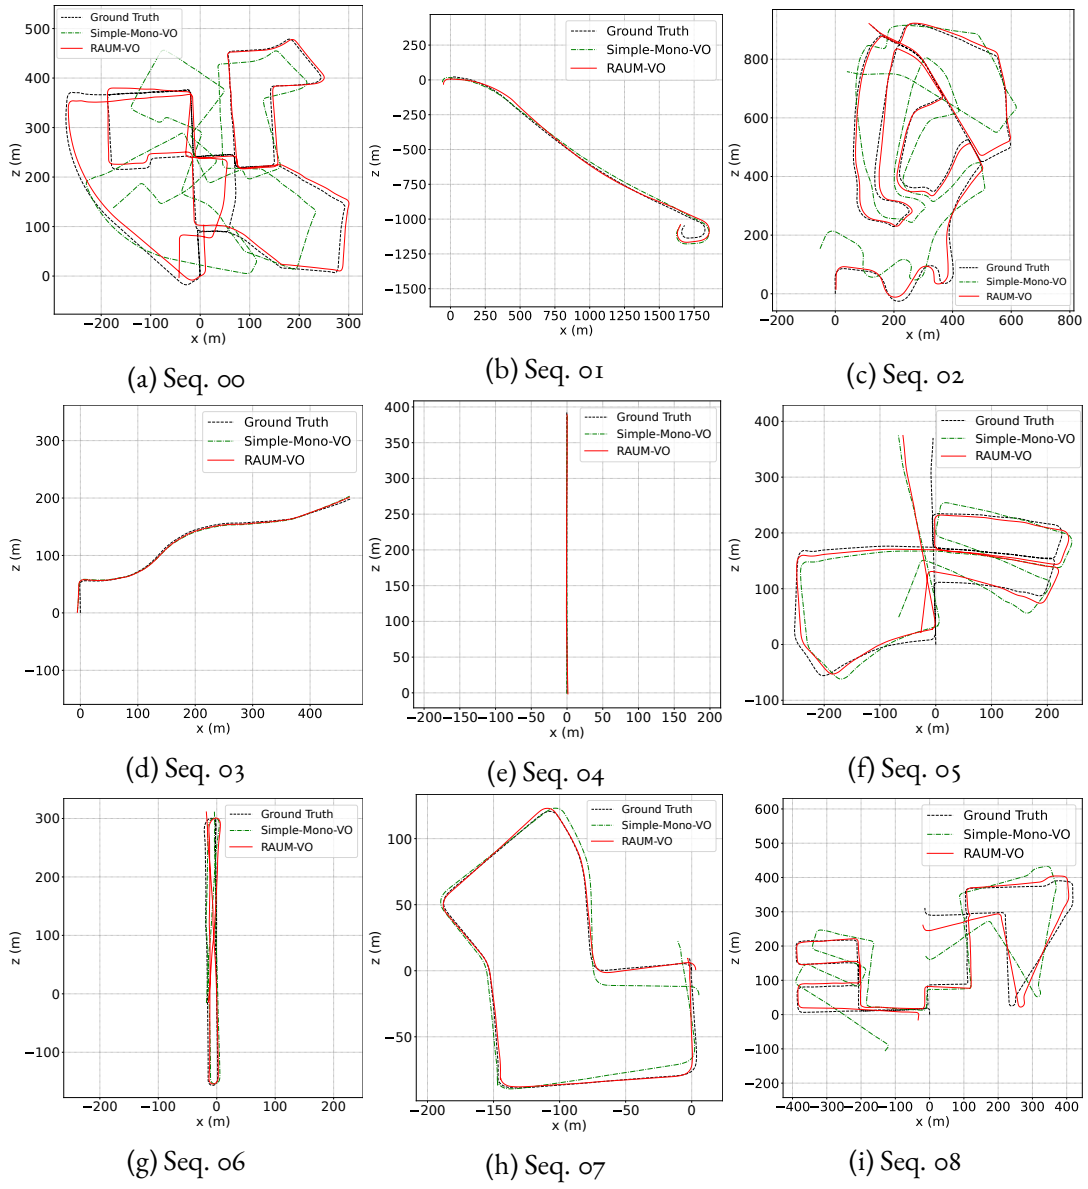 Ground Truth
Simple-Mono-VO
RAUM-VO
500
400
300
200
100
0
z (m)
−200
−100
0
100
200
300
x (m)
(a) Seq. 00
Ground Truth
Simple-Mono-VO
RAUM-VO
250
0
−250
−500
−750
−1000
−1250
−1500
z (m)
0
250
500
750
1000
1250
1500
1750
x (m)
(b) Seq. 01
Ground Truth
Simple-Mono-VO
RAUM-VO
800
600
400
200
0
z (m)
−200
0
200
400
600
800
x (m)
(c) Seq. 02
Ground Truth
Simple-Mono-VO
RAUM-VO
300
200
100
0
−100
z (m)
0
100
200
300
400
x (m)
(d) Seq. 03
Ground Truth
Simple-Mono-VO
RAUM-VO
400
350
300
250
200
150
100
50
0
z (m)
−200
−150
−100
−50
0
50
100
150
200
x (m)
(e) Seq. 04
Ground Truth
Simple-Mono-VO
RAUM-VO
400
300
200
100
0
−100
z (m)
−200
−100
0
100
200
x (m)
(f) Seq. 05
Ground Truth
Simple-Mono-VO
RAUM-VO
300
200
100
0
−100
z (m)
−200
−100
0
100
200
x (m)
(g) Seq. 06
Ground Truth
Simple-Mono-VO
RAUM-VO
100
50
0
−50
z (m)
−200
−150
−100
−50
0
x (m)
(h) Seq. 07
Ground Truth
Simple-Mono-VO
RAUM-VO
600
500
400
300
200
100
0
−100
−200
z (m)
−400
−300
−200
−100
0
100
200
300
400
x (m)
(i) Seq. 08